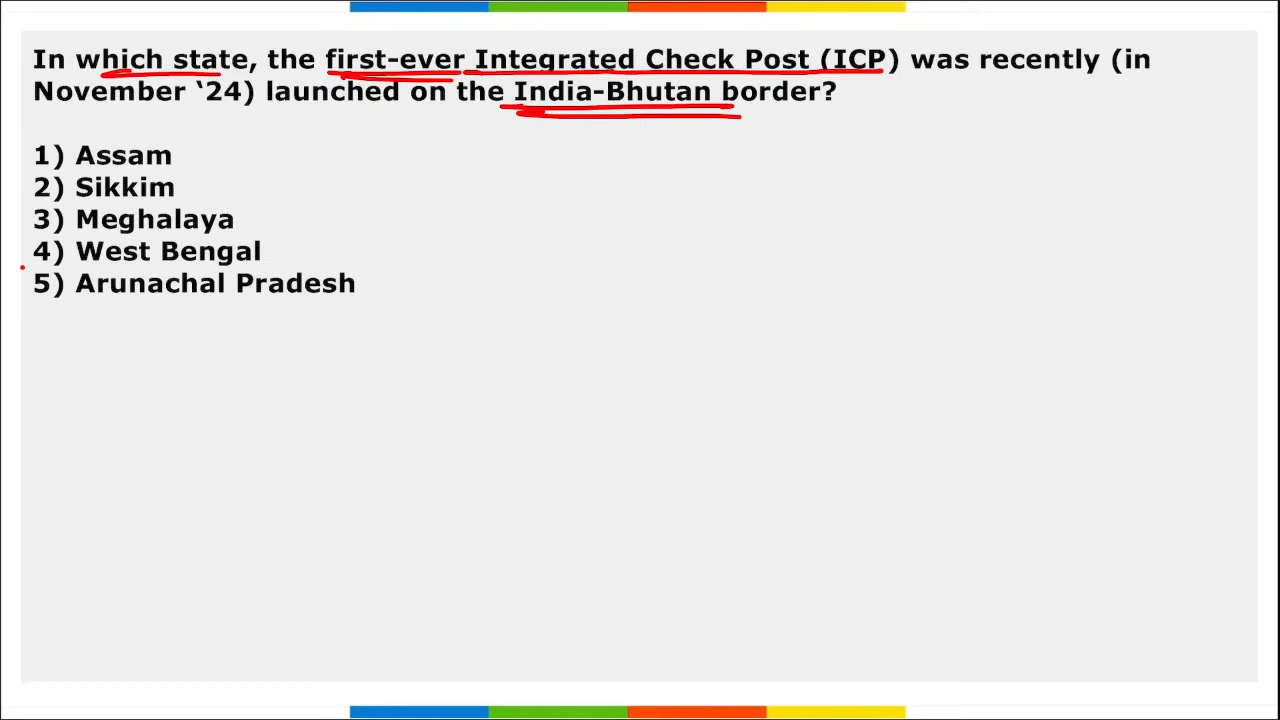 In which state, the first-ever Integrated Check Post (ICP) was recently (in
November ‘24) launched on the India-Bhutan border?
1) Assam
2) Sikkim
3) Meghalaya
4) West Bengal
5) Arunachal Pradesh